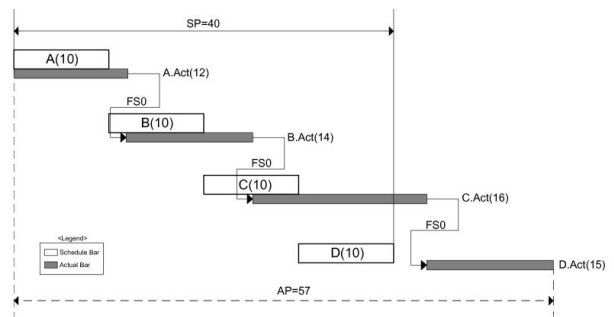 SP=40
A(10)
A.Act(12)
FS0
B(10)
B.Act(14)
FS0
C(10)
C.Act(16)
FS0
<Legend>
Schedule Bar
Actual Bar
D(10)
D.Act(15)
AP=57